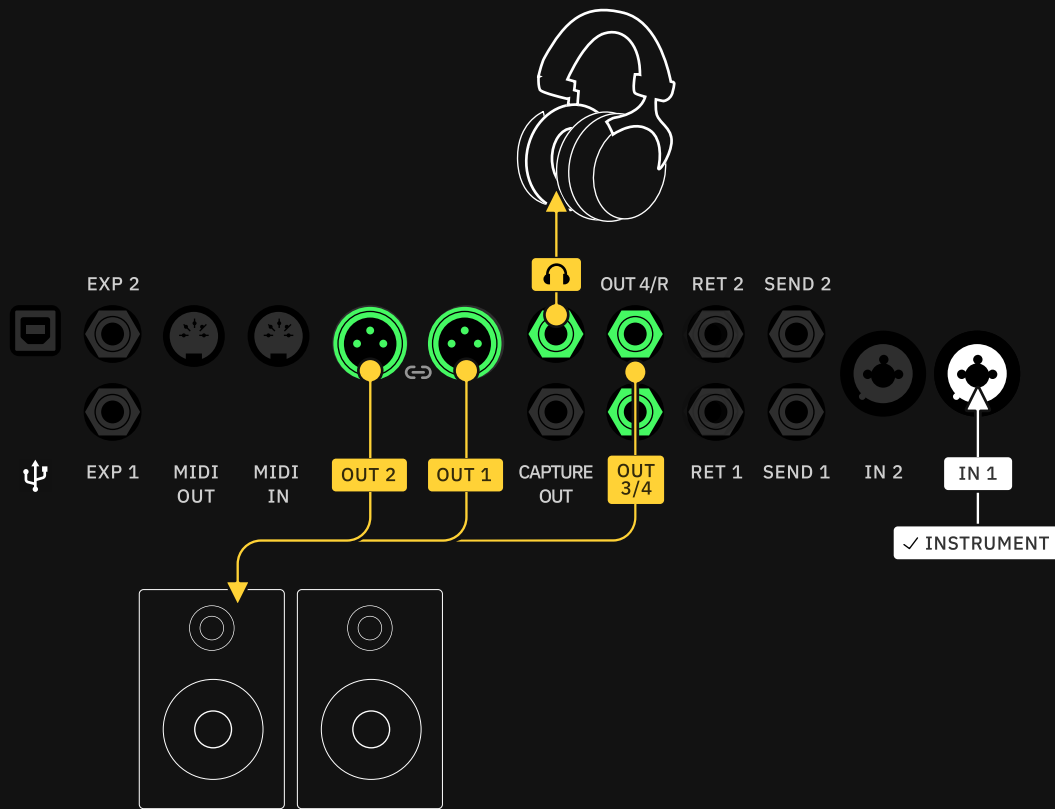 EXP 2
OUT 4/R
RET 2
SEND 2
EXP 1
MIDI
OUT
MIDI
IN
OUT 2
OUT 1
CAPTURE
OUT
OUT
3/4
RET 1
SEND 1
IN 2
IN 1
✓ INSTRUMENT